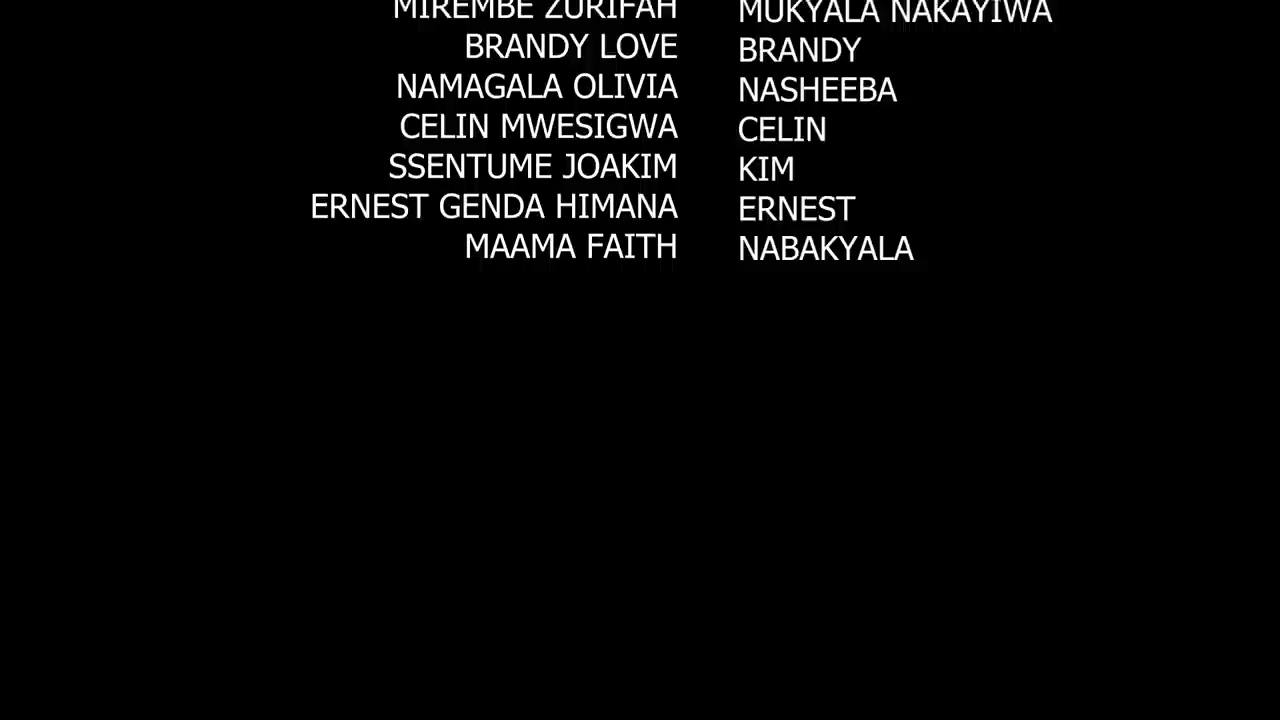 MIREMBE ZURIFAH MUKYALA NAKAYIWA
BRANDY LOVE BRANDY
NAMAGALA OLIVIA NASHEEBA
CELIN MWESIGWA CELIN
SSENTUME JOAKIM KIM
ERNEST GENDA HIMANA ERNEST
MAAMA FAITH NABAKYALA